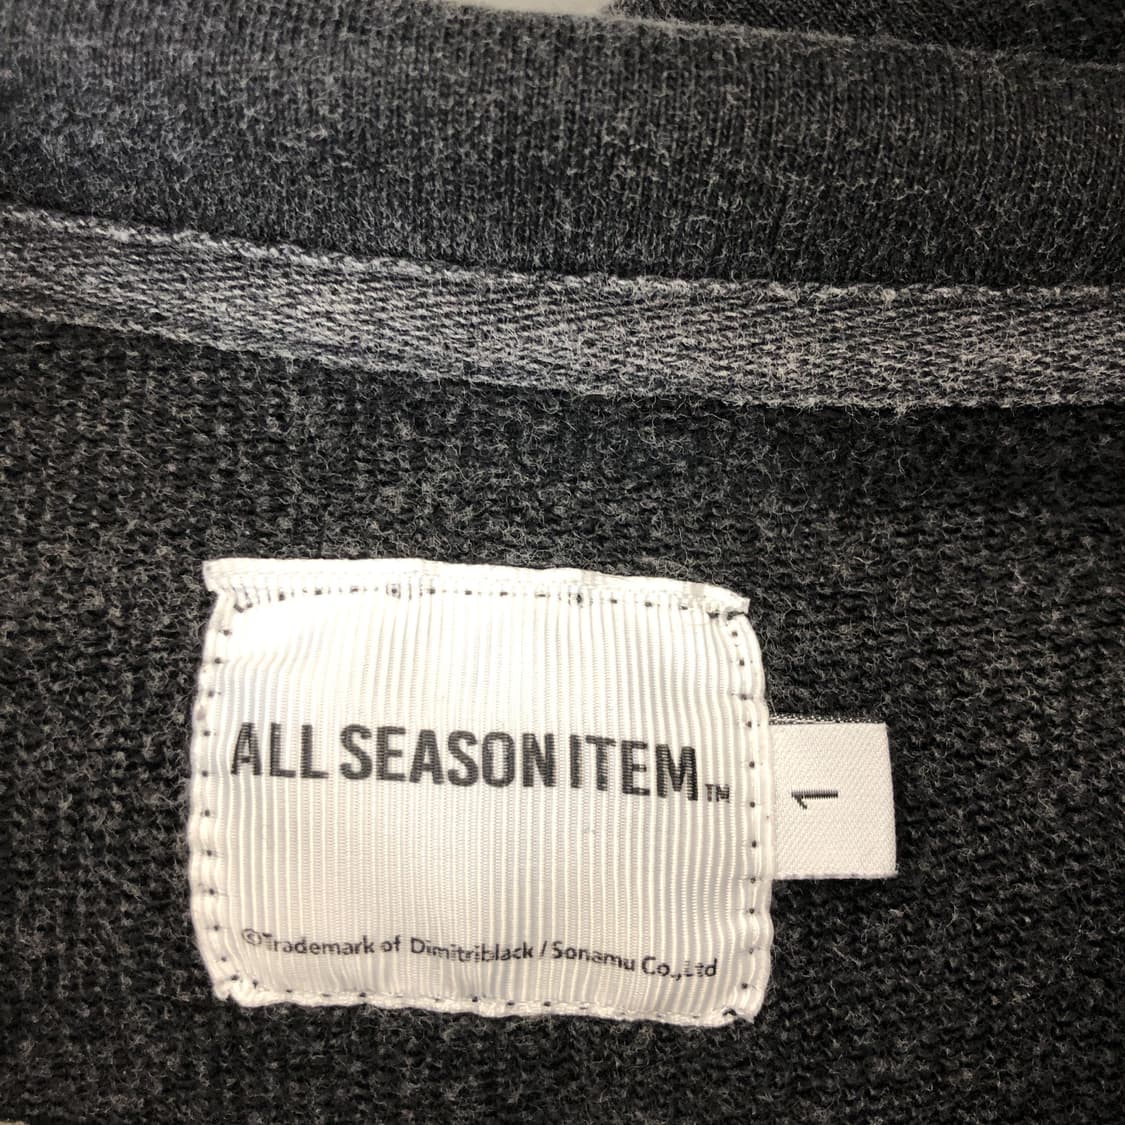 ALL SEASON ITEM™
1
©Trademark of Dimitriblack / Sonamu Co.,Ltd